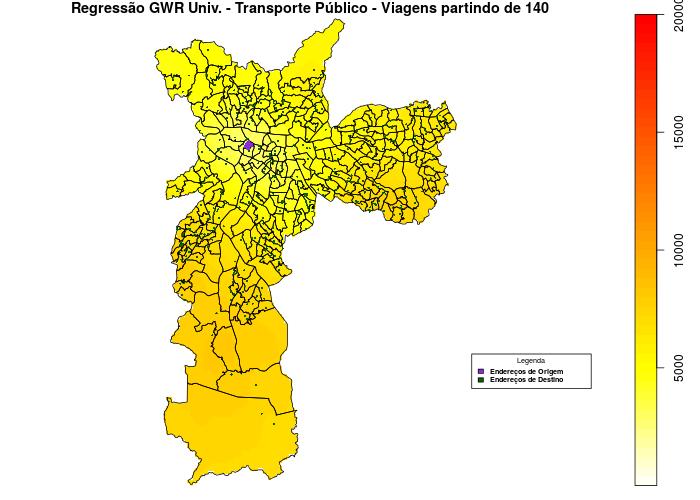 Regressão GWR Univ. - Transporte Público - Viagens partindo de 140
20000
15000
10000
5000
Legenda
Endereços de Origem
Endereços de Destino